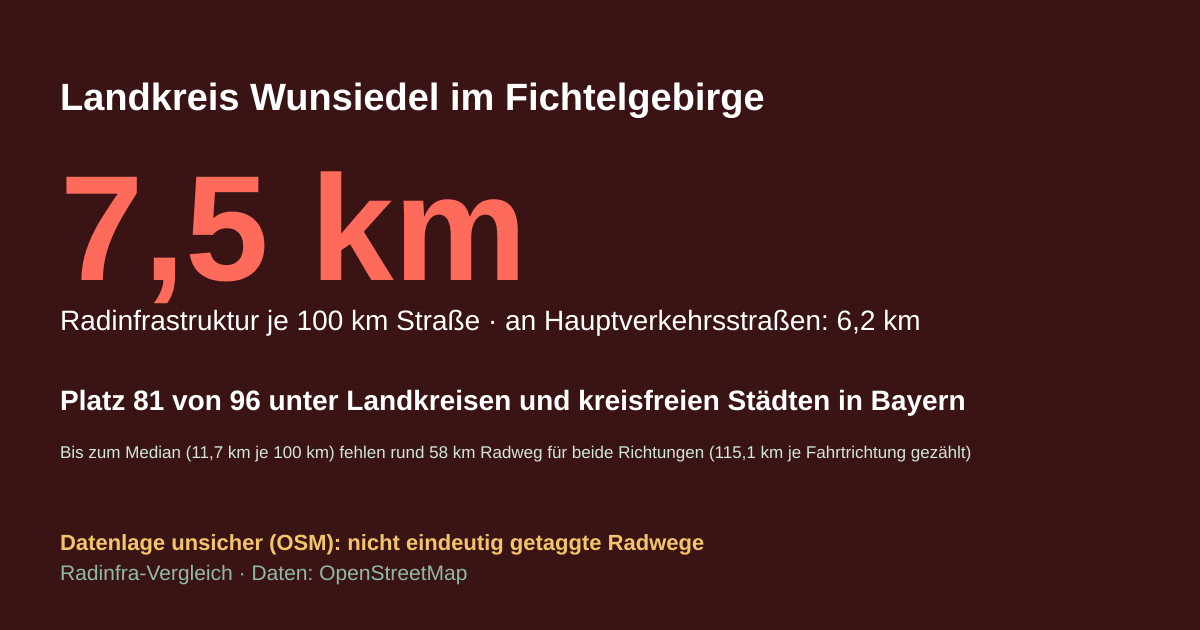 Landkreis Wunsiedel im Fichtelgebirge
7,5 km
Radinfrastruktur je 100 km Straße · an Hauptverkehrsstraßen: 6,2 km
Platz 81 von 96 unter Landkreisen und kreisfreien Städten in Bayern
Bis zum Median (11,7 km je 100 km) fehlen rund 58 km Radweg für beide Richtungen (115,1 km je Fahrtrichtung gezählt)
Datenlage unsicher (OSM): nicht eindeutig getaggte Radwege
Radinfra-Vergleich · Daten: OpenStreetMap